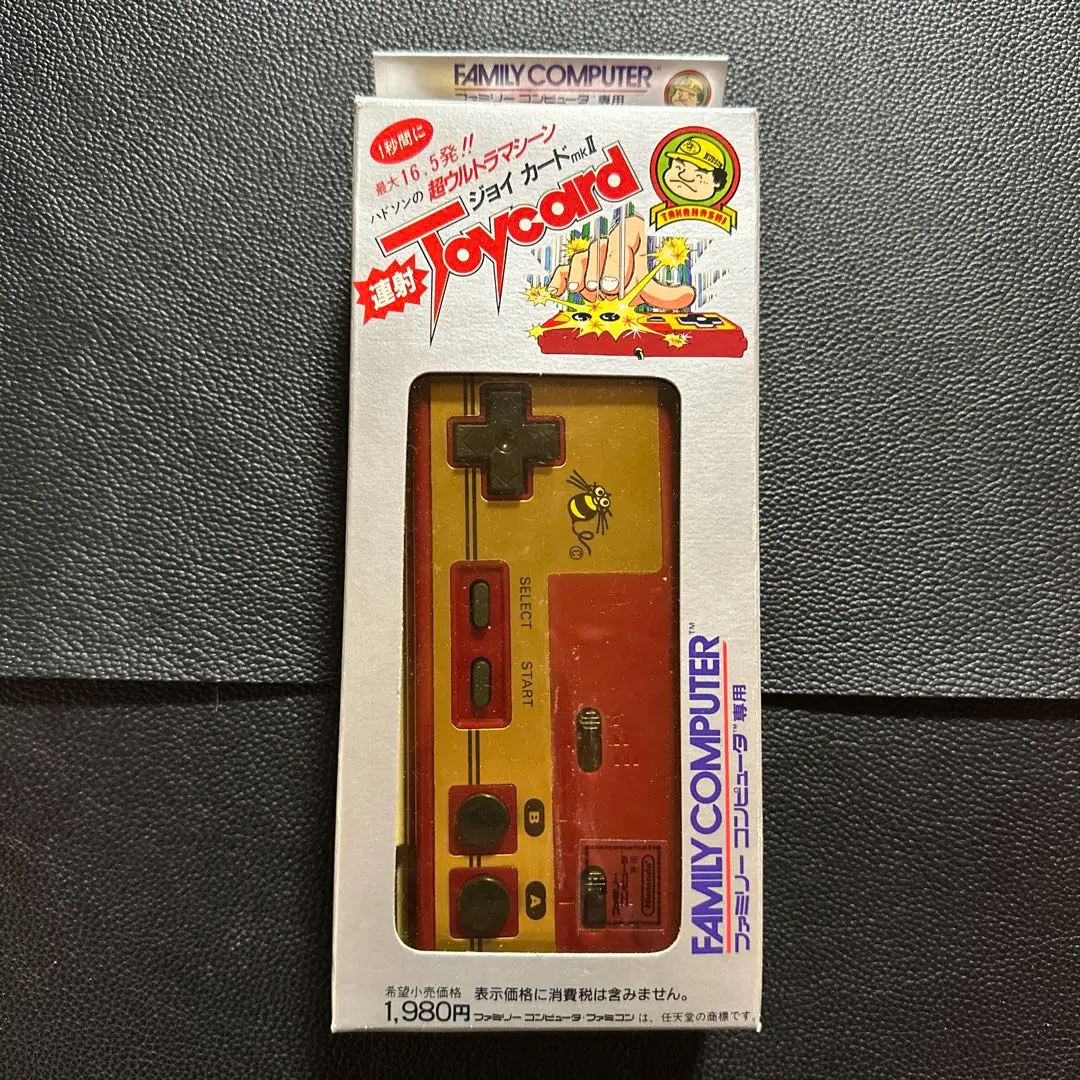 FAMILY COMPUTER™
ファミリー コンピュータ 専用
1秒間に
最大16.5発!!
ハドソンの 超ウルトラマシーン
ジョイ カード mkⅡ
Joycard
連射
HUDSON
TAKAHASHI
©
SELECT
START
B
A
Nintendo
FAMILY COMPUTER™
ファミリー コンピュータ™ 専用
希望小売価格 表示価格に消費税は含みません。
1,980円 ファミリー コンピュータ・ファミコン は、任天堂の商標です。